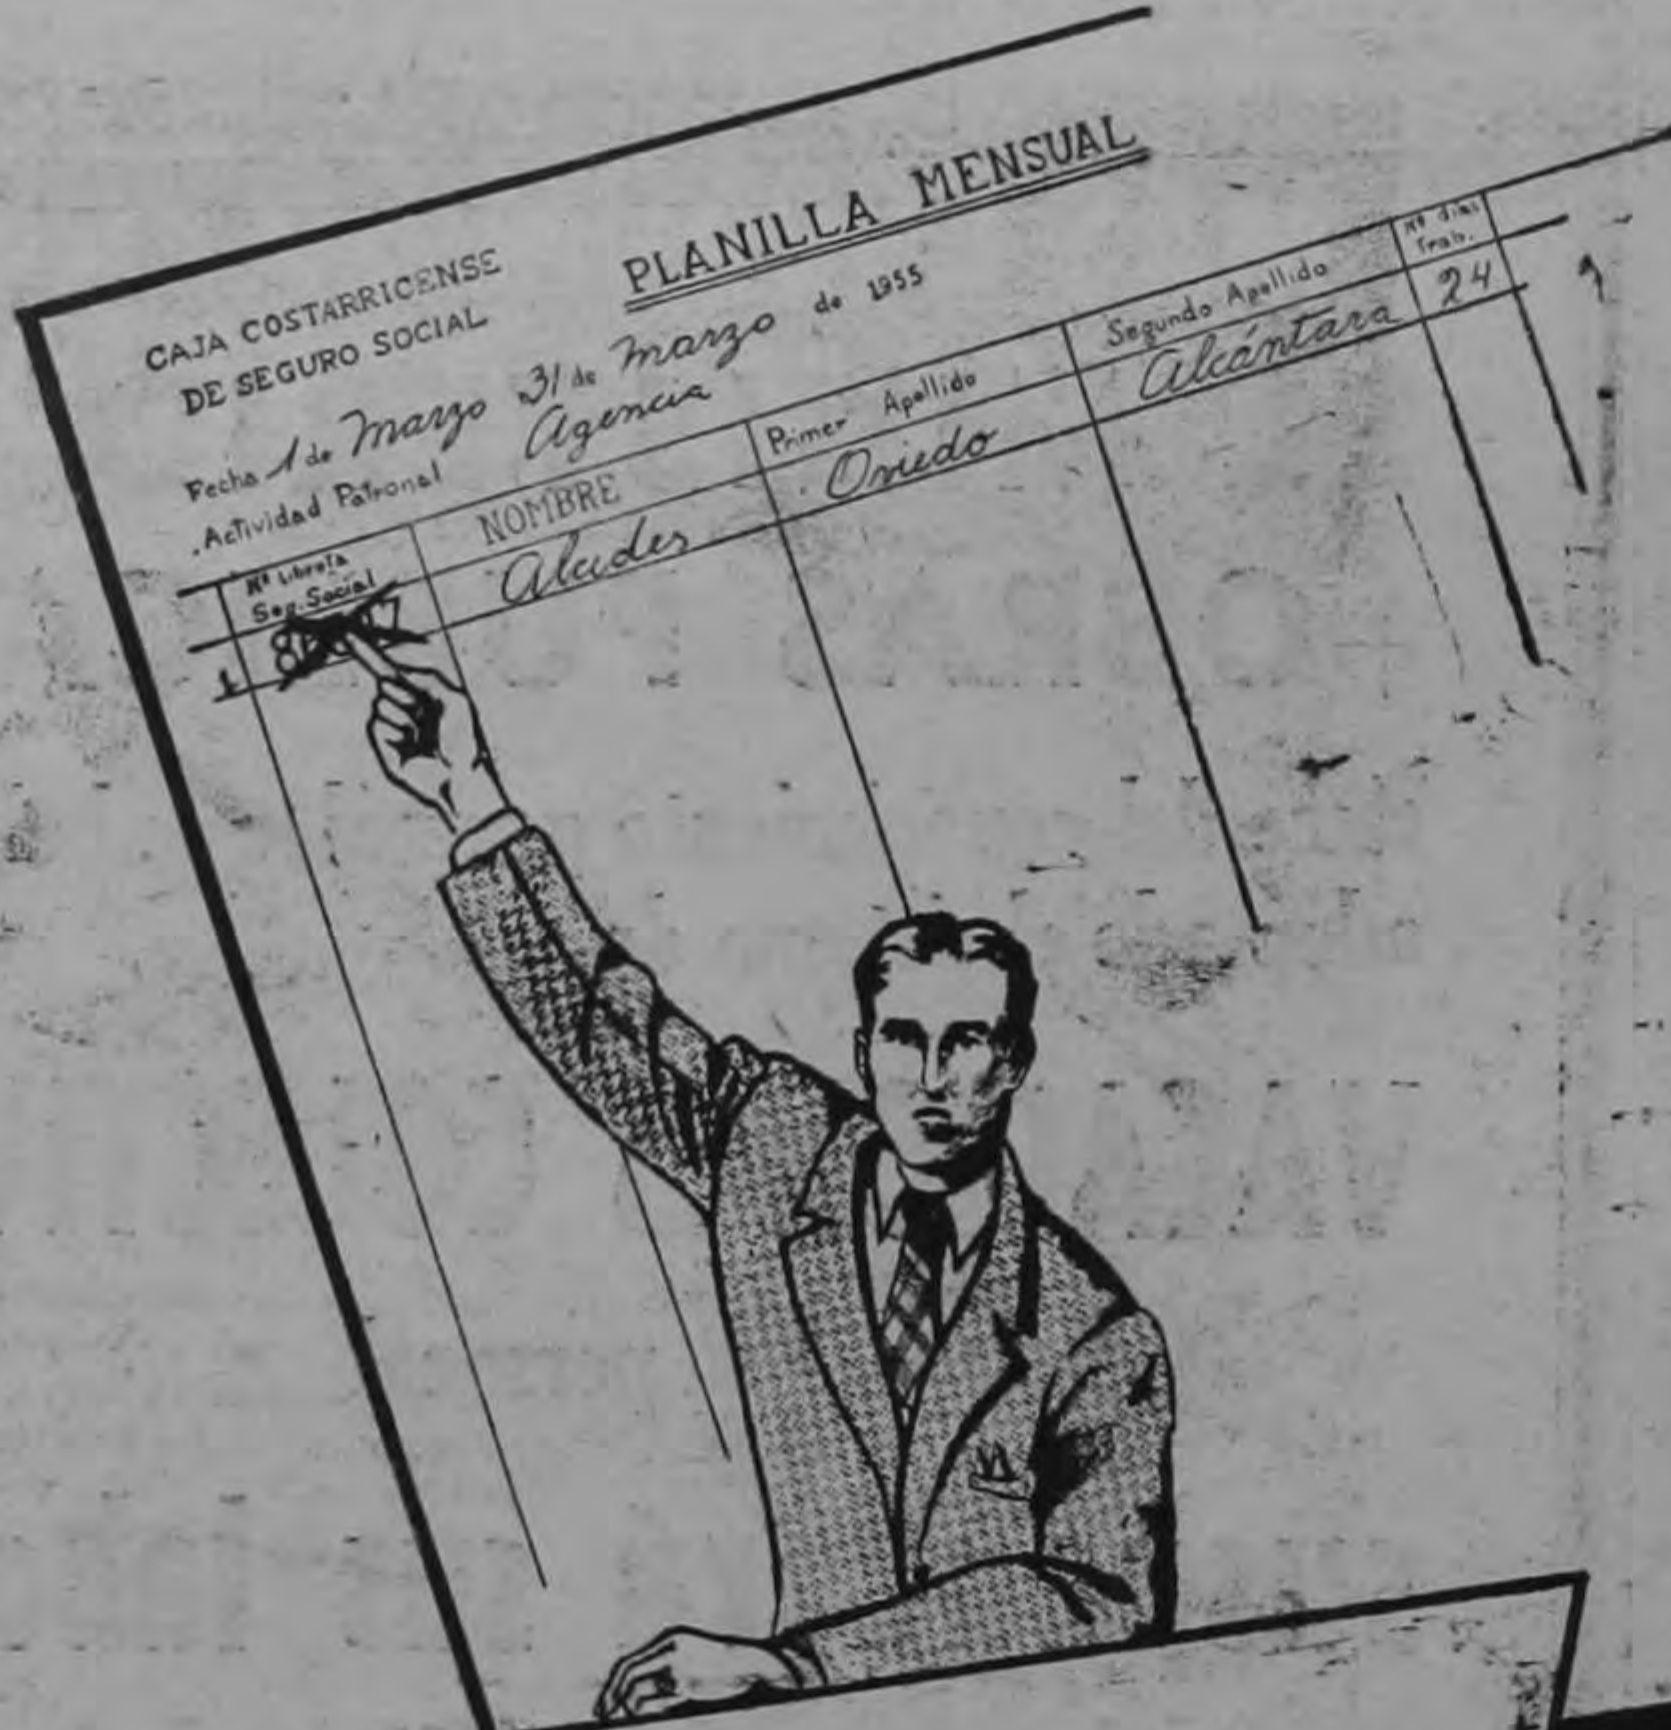 CAJA COSTARRICENSE
DE SEGURO SOCIAL
PLANILLA MENSUAL
Fecha 1 de Marzo 31 de Marzo de 1955
Actividad Patronal Agencia
Nº Libreta Seg. Social NOMBRE Primer Apellido Segundo Apellido Nº dias Trab.
1 Alcides Oviedo Alcántara 24